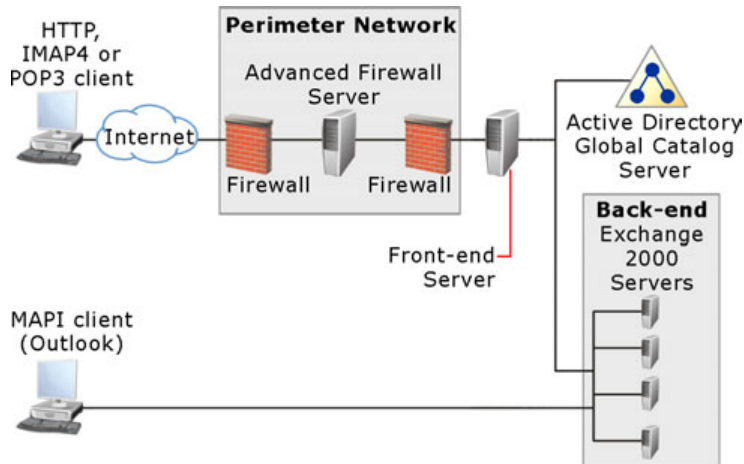 HTTP,
IMAP4 or
POP3 client
Internet
Perimeter Network
Advanced Firewall
Server
Firewall
Firewall
Front-end
Server
Active Directory
Global Catalog
Server
Back-end
Exchange
2000
Servers
MAPI client
(Outlook)